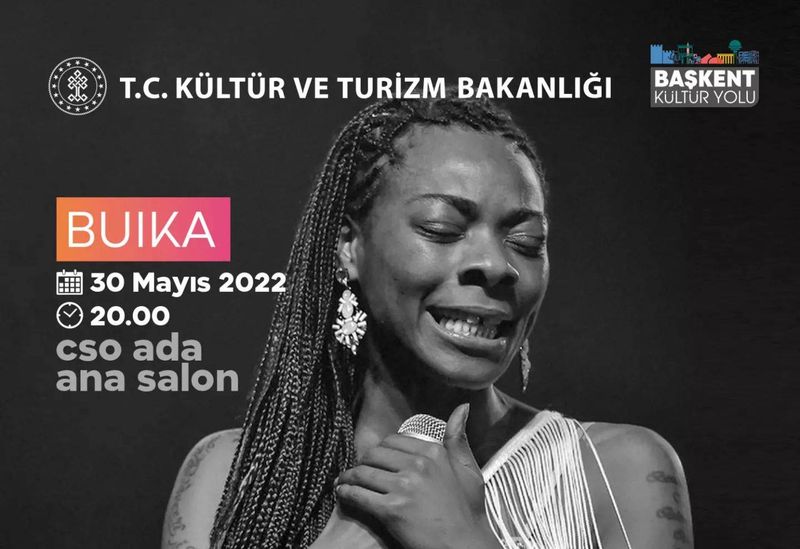 T.C. KÜLTÜR VE TURİZM BAKANLIĞI
BAŞKENT
KÜLTÜR YOLU
BUIKA
30 Mayıs 2022
20.00
cso ada
ana salon